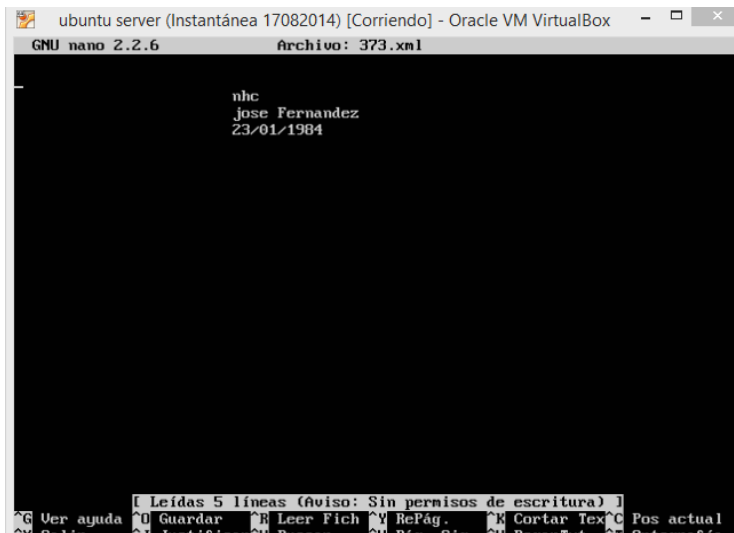 ubuntu server (Instantánea 17082014) [Corriendo] - Oracle VM VirtualBox
GNU nano 2.2.6 Archivo: 373.xml
nhc
jose Fernandez
23/01/1984
[ Leídas 5 líneas (Aviso: Sin permisos de escritura) ]
^G Ver ayuda ^O Guardar ^R Leer Fich ^Y RePág. ^K Cortar Tex ^C Pos actual